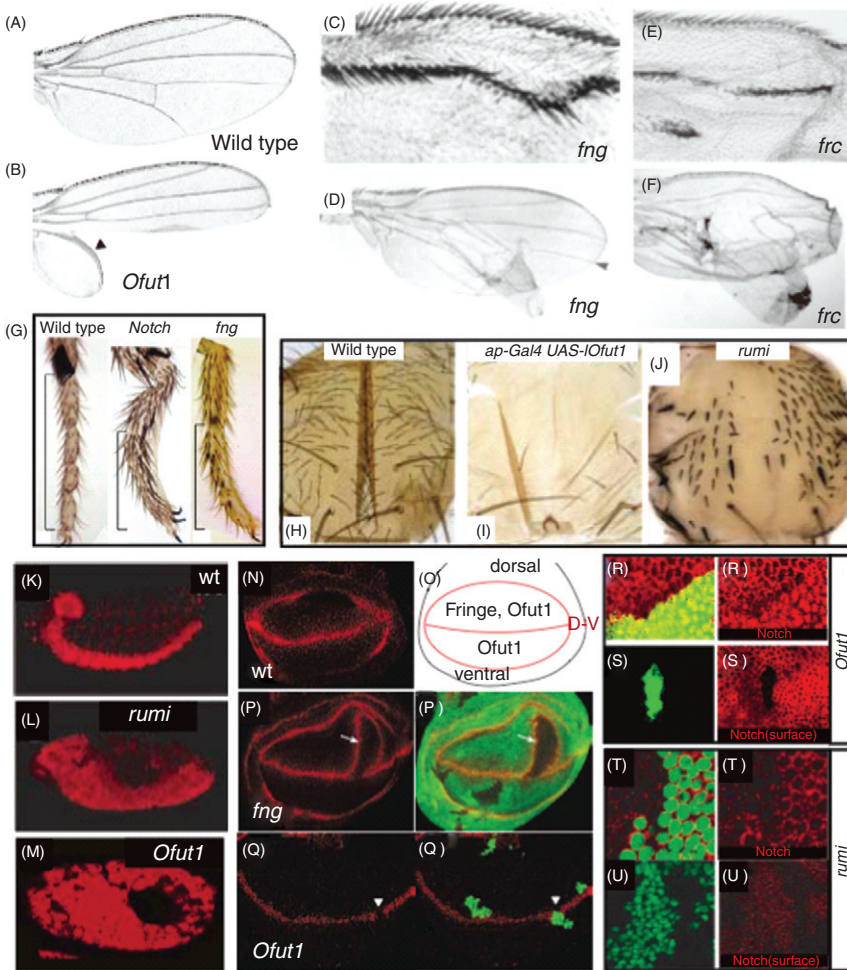 (A)
Wild type
(B)
Ofut1
(C)
fng
(D)
fng
(E)
frc
(F)
frc
(G)
Wild type
Notch
fng
Wild type
(H)
ap-Gal4 UAS-IOfut1
(I)
rumi
(J)
(K)
wt
(L)
rumi
(M)
Ofut1
(N)
wt
(O)
dorsal
Fringe, Ofut1
D-V
Ofut1
ventral
(P)
fng
(P )
(Q)
Ofut1
(Q )
(R)
(R )
Notch
(S)
(S )
Notch(surface)
Ofut1
(T)
(T )
Notch
(U)
(U )
Notch(surface)
rumi